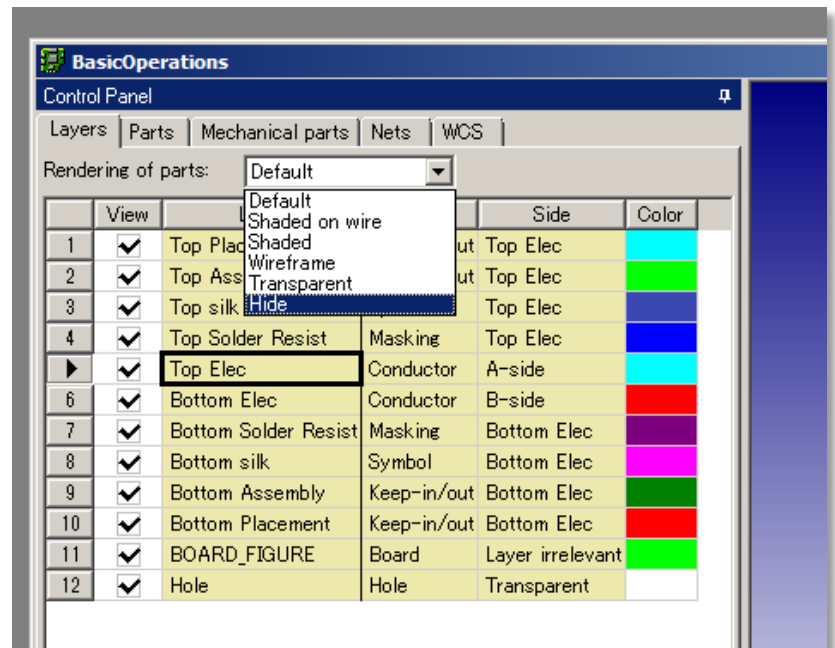 BasicOperations
Control Panel
Layers Parts Mechanical parts Nets WCS
Rendering of parts: Default
Default
Shaded on wire
Shaded
Wireframe
Transparent
Hide
View Side Color
1 Top Plac ut Top Elec
2 Top Ass ut Top Elec
3 Top silk Top Elec
4 Top Solder Resist Masking Top Elec
Top Elec Conductor A-side
6 Bottom Elec Conductor B-side
7 Bottom Solder Resist Masking Bottom Elec
8 Bottom silk Symbol Bottom Elec
9 Bottom Assembly Keep-in/out Bottom Elec
10 Bottom Placement Keep-in/out Bottom Elec
11 BOARD_FIGURE Board Layer irrelevant
12 Hole Hole Transparent